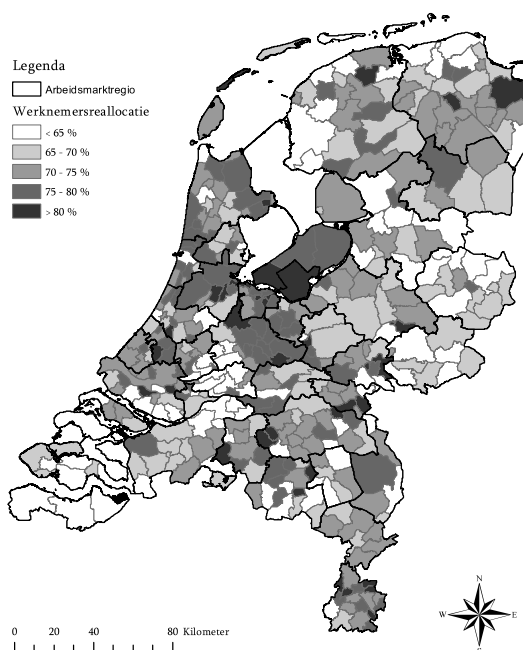 Legenda
Arbeidsmarktregio
Werknemersreallocatie
< 65 %
65 - 70 %
70 - 75 %
75 - 80 %
> 80 %
N
W E
S
0 20 40 80 Kilometer